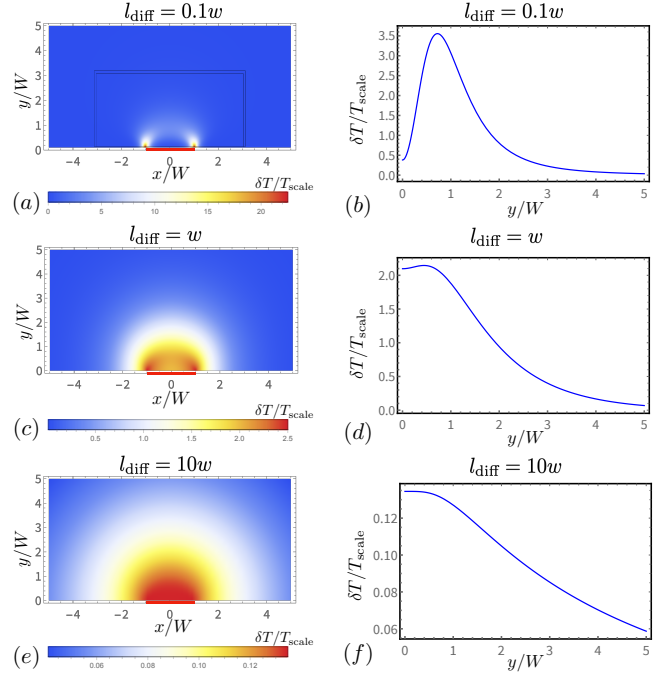 l_diff = 0.1w
y/W
5
4
3
2
1
0
−4 −2 0 2 4
x/W
δT/T_scale
(a)
0 5 10 15 20
l_diff = 0.1w
δT/T_scale
3.5
3.0
2.5
2.0
1.5
1.0
0.5
0.0
0 1 2 3 4 5
(b) y/W
l_diff = w
y/W
5
4
3
2
1
0
−4 −2 0 2 4
x/W
δT/T_scale
(c)
0.5 1.0 1.5 2.0 2.5
l_diff = w
δT/T_scale
2.0
1.5
1.0
0.5
0.0
0 1 2 3 4 5
(d) y/W
l_diff = 10w
y/W
5
4
3
2
1
0
−4 −2 0 2 4
x/W
δT/T_scale
(e)
0.06 0.08 0.10 0.12
l_diff = 10w
δT/T_scale
0.12
0.10
0.08
0.06
0 1 2 3 4 5
(f) y/W